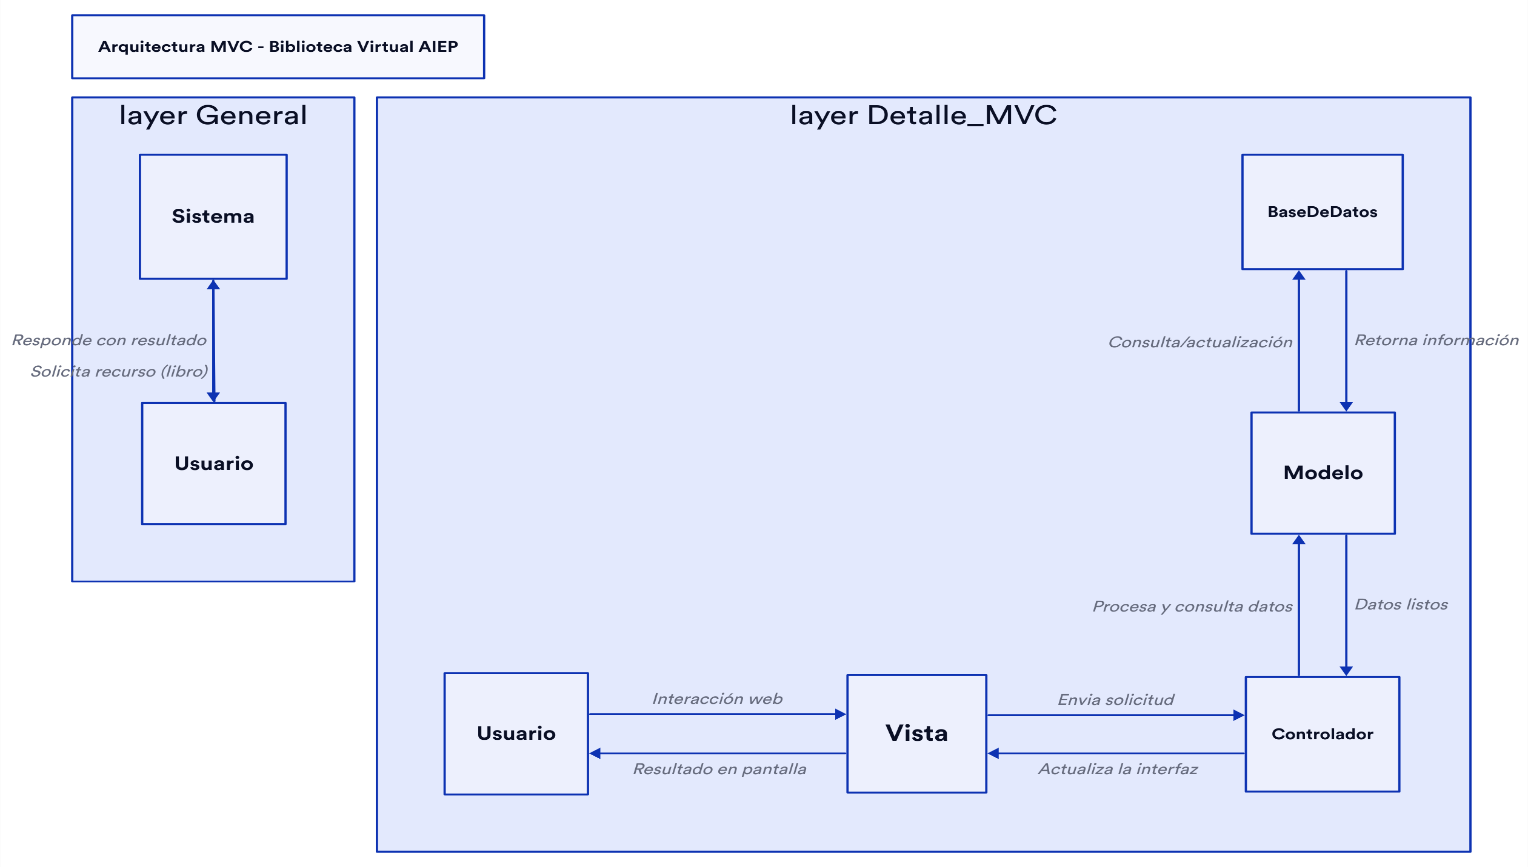 Arquitectura MVC - Biblioteca Virtual AIEP
layer General
Sistema
Responde con resultado
Solicita recurso (libro)
Usuario
layer Detalle_MVC
BaseDeDatos
Consulta/actualización
Retorna información
Modelo
Procesa y consulta datos
Datos listos
Usuario
Interacción web
Resultado en pantalla
Vista
Envia solicitud
Actualiza la interfaz
Controlador